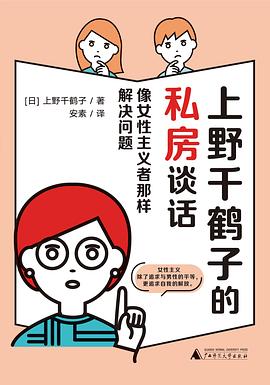 [日] 上野千鹤子 / 著
安素 / 译
上野千鹤子的
私房谈话
像女性主义者那样
解决问题
女性主义
除了追求与男性的平等，
更追求自我的解放。
广西师范大学出版社